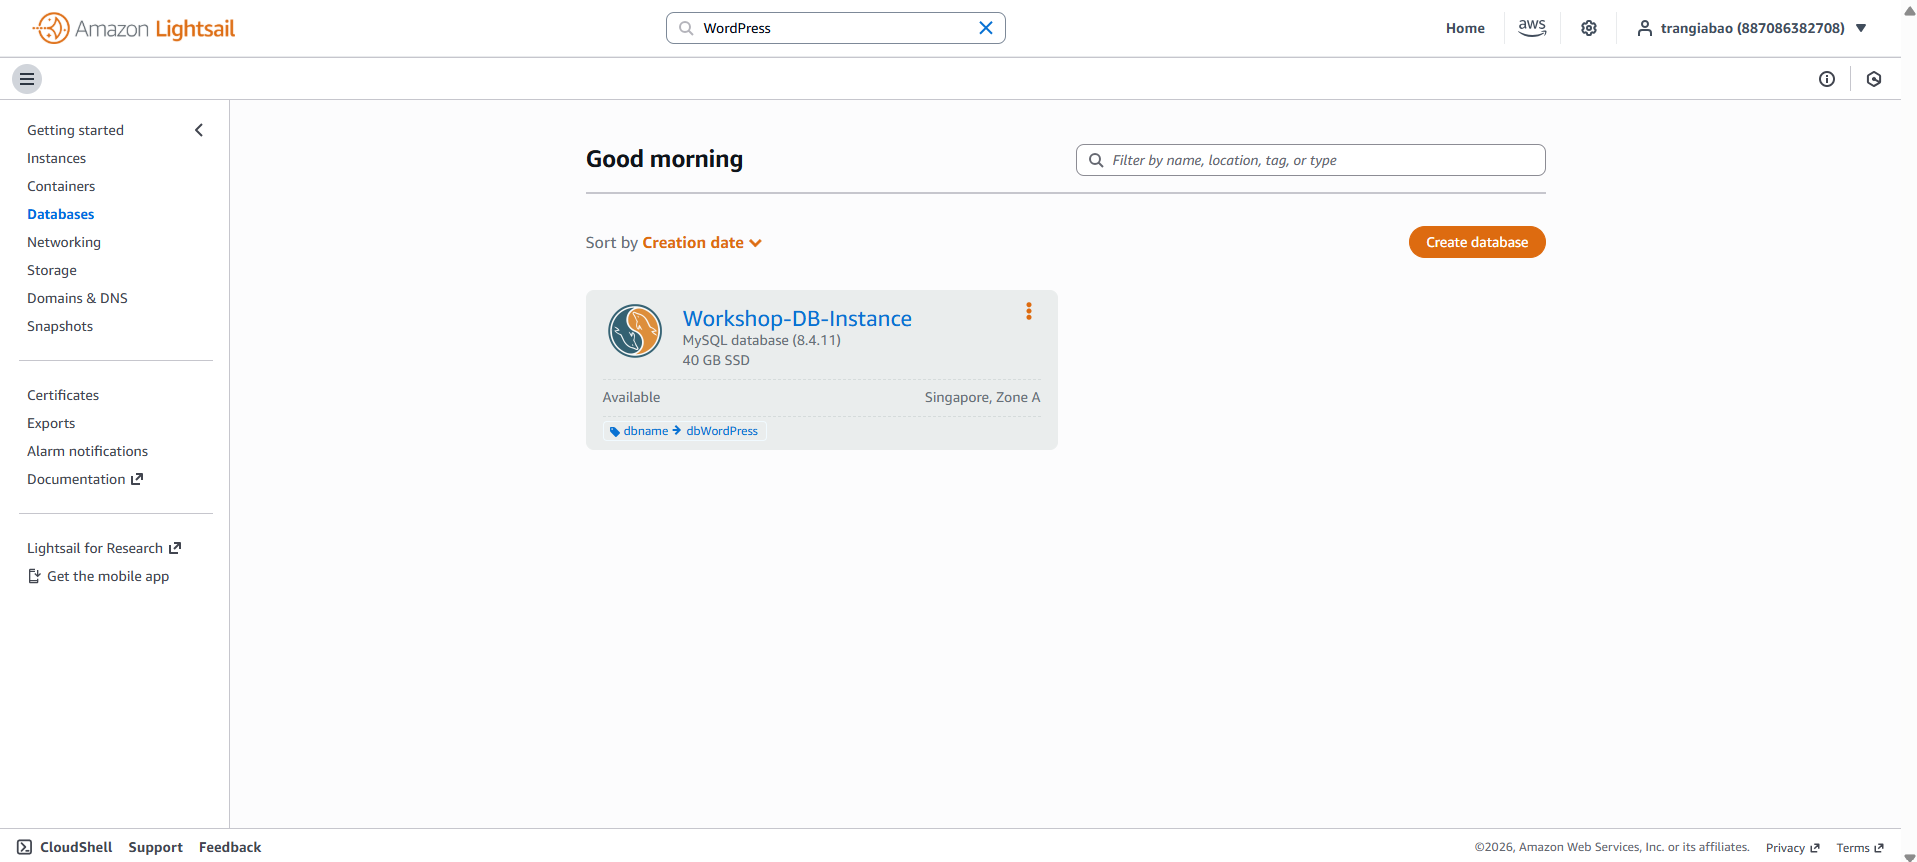 Amazon Lightsail
WordPress
Home
aws
trangiabao (887086382708)
Getting started
Instances
Containers
Databases
Networking
Storage
Domains & DNS
Snapshots
Certificates
Exports
Alarm notifications
Documentation
Lightsail for Research
Get the mobile app
Good morning
Filter by name, location, tag, or type
Sort by Creation date
Create database
Workshop-DB-Instance
MySQL database (8.4.11)
40 GB SSD
Available
Singapore, Zone A
dbname → dbWordPress
CloudShell
Support
Feedback
©2026, Amazon Web Services, Inc. or its affiliates.
Privacy
Terms